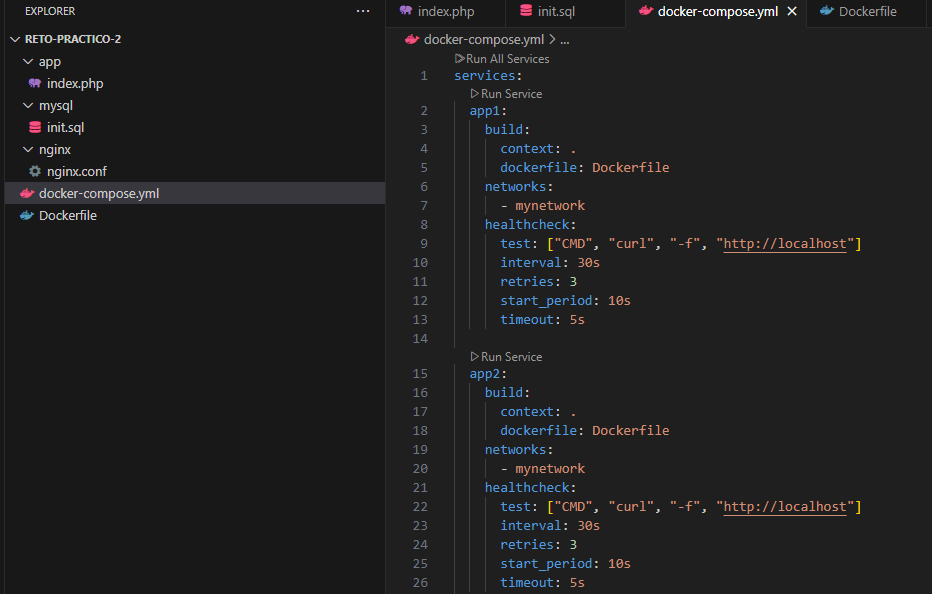 EXPLORER ...
RETO-PRACTICO-2
app
index.php
mysql
init.sql
nginx
nginx.conf
docker-compose.yml
Dockerfile
index.php init.sql docker-compose.yml Dockerfile
docker-compose.yml > ...
Run All Services
1 services:
Run Service
2 app1:
3 build:
4 context: .
5 dockerfile: Dockerfile
6 networks:
7 - mynetwork
8 healthcheck:
9 test: ["CMD", "curl", "-f", "http://localhost"]
10 interval: 30s
11 retries: 3
12 start_period: 10s
13 timeout: 5s
14
Run Service
15 app2:
16 build:
17 context: .
18 dockerfile: Dockerfile
19 networks:
20 - mynetwork
21 healthcheck:
22 test: ["CMD", "curl", "-f", "http://localhost"]
23 interval: 30s
24 retries: 3
25 start_period: 10s
26 timeout: 5s